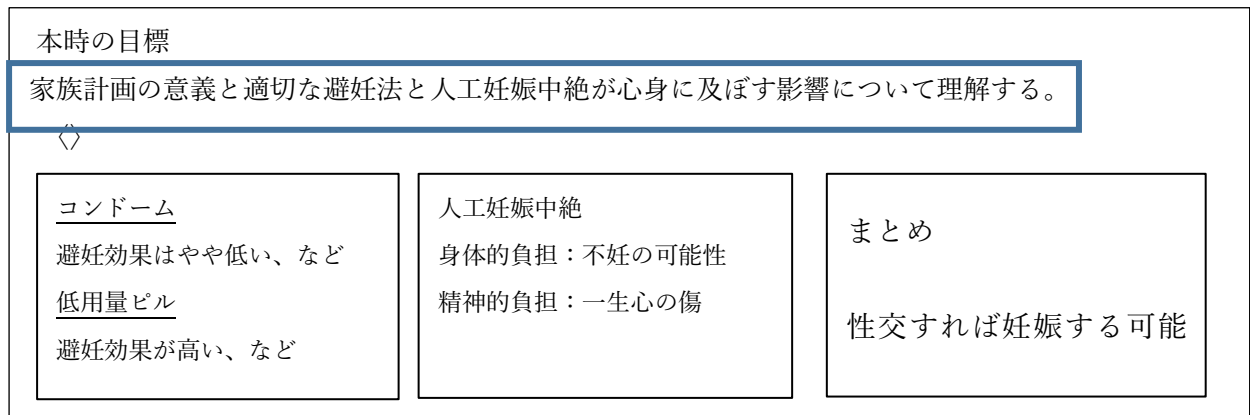 本時の目標
家族計画の意義と適切な避妊法と人工妊娠中絶が心身に及ぼす影響について理解する。
〈〉
コンドーム
避妊効果はやや低い、など
低用量ピル
避妊効果が高い、など
人工妊娠中絶
身体的負担：不妊の可能性
精神的負担：一生心の傷
まとめ
性交すれば妊娠する可能